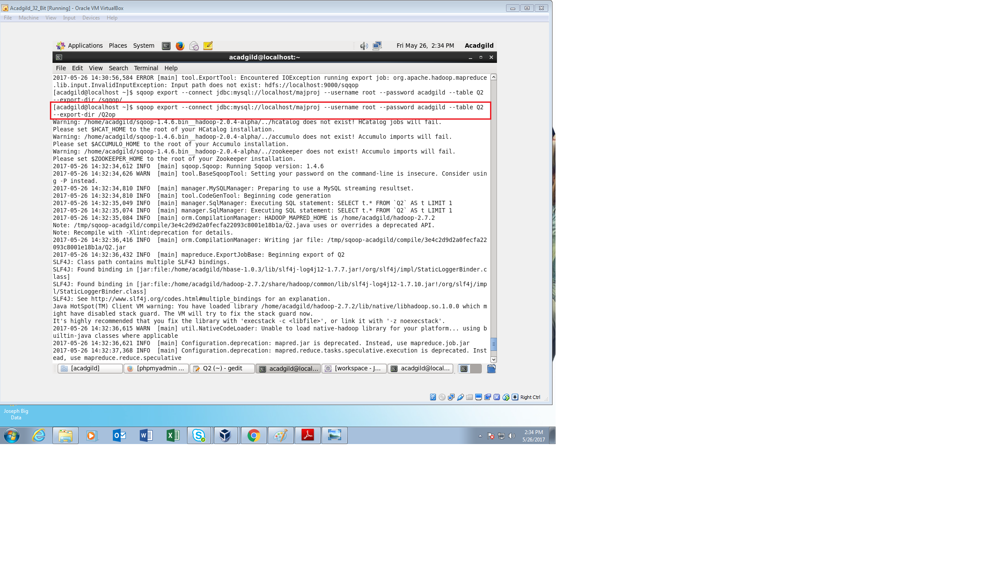 Acadgild_32_Bit [Running] - Oracle VM VirtualBox
File Machine View Input Devices Help
Applications Places System Fri May 26, 2:34 PM Acadgild
acadgild@localhost:~
File Edit View Search Terminal Help
2017-05-26 14:30:56,584 ERROR [main] tool.ExportTool: Encountered IOException running export job: org.apache.hadoop.mapreduce
.lib.input.InvalidInputException: Input path does not exist: hdfs://localhost:9000/sqqop
[acadgild@localhost ~]$ sqoop export --connect jdbc:mysql://localhost/majproj --username root --password acadgild --table Q2
--export-dir /sqqop/
[acadgild@localhost ~]$ sqoop export --connect jdbc:mysql://localhost/majproj --username root --password acadgild --table Q2
--export-dir /Q2op
Warning: /home/acadgild/sqoop-1.4.6.bin__hadoop-2.0.4-alpha/../hcatalog does not exist! HCatalog jobs will fail.
Please set $HCAT_HOME to the root of your HCatalog installation.
Warning: /home/acadgild/sqoop-1.4.6.bin__hadoop-2.0.4-alpha/../accumulo does not exist! Accumulo imports will fail.
Please set $ACCUMULO_HOME to the root of your Accumulo installation.
Warning: /home/acadgild/sqoop-1.4.6.bin__hadoop-2.0.4-alpha/../zookeeper does not exist! Accumulo imports will fail.
Please set $ZOOKEEPER_HOME to the root of your Zookeeper installation.
2017-05-26 14:32:34,612 INFO  [main] sqoop.Sqoop: Running Sqoop version: 1.4.6
2017-05-26 14:32:34,626 WARN  [main] tool.BaseSqoopTool: Setting your password on the command-line is insecure. Consider usin
g -P instead.
2017-05-26 14:32:34,810 INFO  [main] manager.MySQLManager: Preparing to use a MySQL streaming resultset.
2017-05-26 14:32:34,810 INFO  [main] tool.CodeGenTool: Beginning code generation
2017-05-26 14:32:35,049 INFO  [main] manager.SqlManager: Executing SQL statement: SELECT t.* FROM `Q2` AS t LIMIT 1
2017-05-26 14:32:35,074 INFO  [main] manager.SqlManager: Executing SQL statement: SELECT t.* FROM `Q2` AS t LIMIT 1
2017-05-26 14:32:35,084 INFO  [main] orm.CompilationManager: HADOOP_MAPRED_HOME is /home/acadgild/hadoop-2.7.2
Note: /tmp/sqoop-acadgild/compile/3e4c2d9d2a0fecfa22093c8001e18b1a/Q2.java uses or overrides a deprecated API.
Note: Recompile with -Xlint:deprecation for details.
2017-05-26 14:32:36,416 INFO  [main] orm.CompilationManager: Writing jar file: /tmp/sqoop-acadgild/compile/3e4c2d9d2a0fecfa22
093c8001e18b1a/Q2.jar
2017-05-26 14:32:36,432 INFO  [main] mapreduce.ExportJobBase: Beginning export of Q2
SLF4J: Class path contains multiple SLF4J bindings.
SLF4J: Found binding in [jar:file:/home/acadgild/hbase-1.0.3/lib/slf4j-log4j12-1.7.7.jar!/org/slf4j/impl/StaticLoggerBinder.c
lass]
SLF4J: Found binding in [jar:file:/home/acadgild/hadoop-2.7.2/share/hadoop/common/lib/slf4j-log4j12-1.7.10.jar!/org/slf4j/imp
l/StaticLoggerBinder.class]
SLF4J: See http://www.slf4j.org/codes.html#multiple_bindings for an explanation.
Java HotSpot(TM) Client VM warning: You have loaded library /home/acadgild/hadoop-2.7.2/lib/native/libhadoop.so.1.0.0 which m
ight have disabled stack guard. The VM will try to fix the stack guard now.
It's highly recommended that you fix the library with 'execstack -c <libfile>', or link it with '-z noexecstack'.
2017-05-26 14:32:36,615 WARN  [main] util.NativeCodeLoader: Unable to load native-hadoop library for your platform... using b
uiltin-java classes where applicable
2017-05-26 14:32:36,621 INFO  [main] Configuration.deprecation: mapred.jar is deprecated. Instead, use mapreduce.job.jar
2017-05-26 14:32:37,368 INFO  [main] Configuration.deprecation: mapred.reduce.tasks.speculative.execution is deprecated. Inst
ead, use mapreduce.reduce.speculative
[acadgild] [phpmyadmin ... Q2 (~) - gedit acadgild@local... [workspace - J... acadgild@local...
Right Ctrl
Joseph Big
Data
2:34 PM
5/26/2017